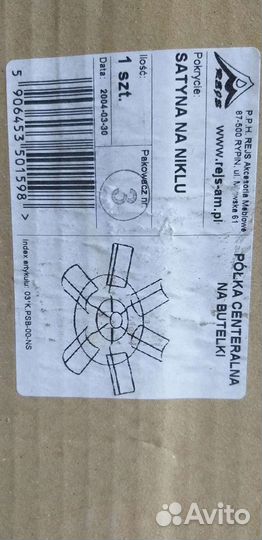 REJS
P.P.H. REJS Akcesoria Meblowe
87-500 RYPIN, ul. 61
www.rejs-am.pl
Pokrycie:
SATYNA NA NIKLU
Ilość:
1 szt.
Data: 2004-03-30
Pakowacz nr
3
5 906453 501598 >
PÓŁKA CENTERALNA
NA BUTELKI
Index artykułu: 03*K.PSB-00-NS
Avito